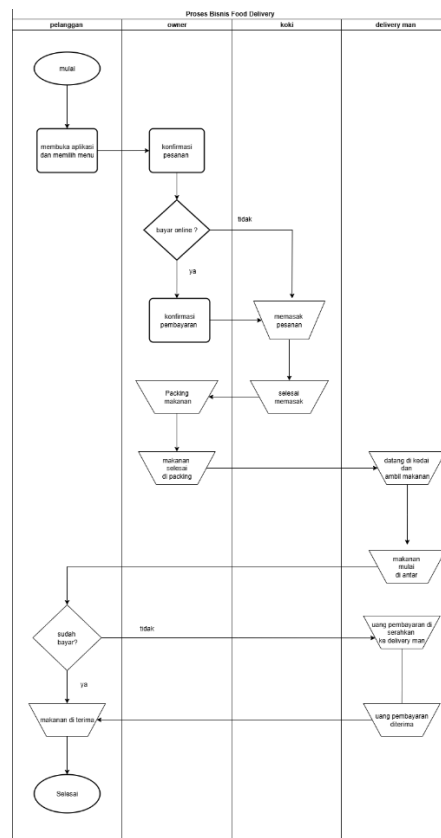 Proses Bisnis Food Delivery
pelanggan
owner
koki
delivery man
mulai
membuka aplikasi
dan memilih menu
konfirmasi
pesanan
bayar online ?
tidak
ya
konfirmasi
pembayaran
memasak
pesanan
Packing
makanan
selesai
memasak
makanan
selesai
di packing
datang di kedai
dan
ambil makanan
makanan
mulai
di antar
sudah
bayar?
tidak
uang pembayaran di
serahkan
ke delivery man
ya
makanan di terima
uang pembayaran
diterima
Selesai